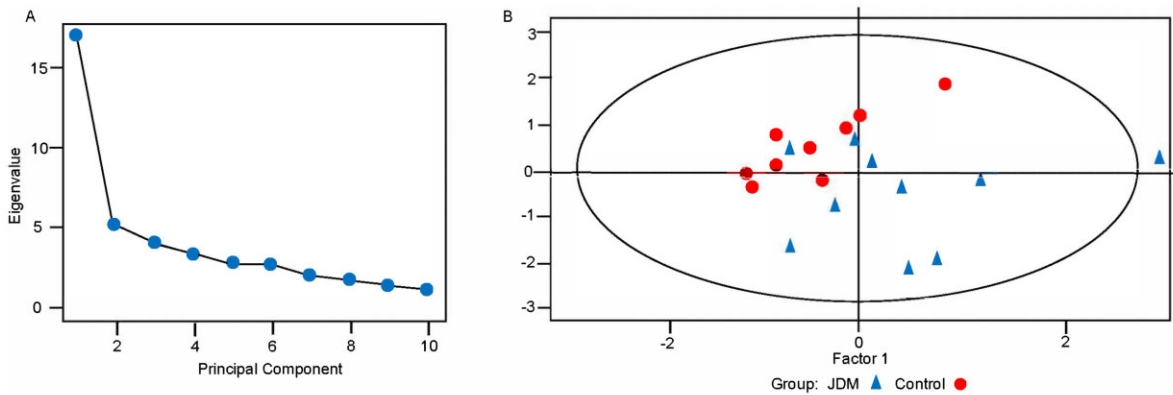 A
Eigenvalue
15
10
5
0
2 4 6 8 10
Principal Component
B
3
2
1
0
-1
-2
-3
-2 0 2
Factor 1
Group: JDM Control